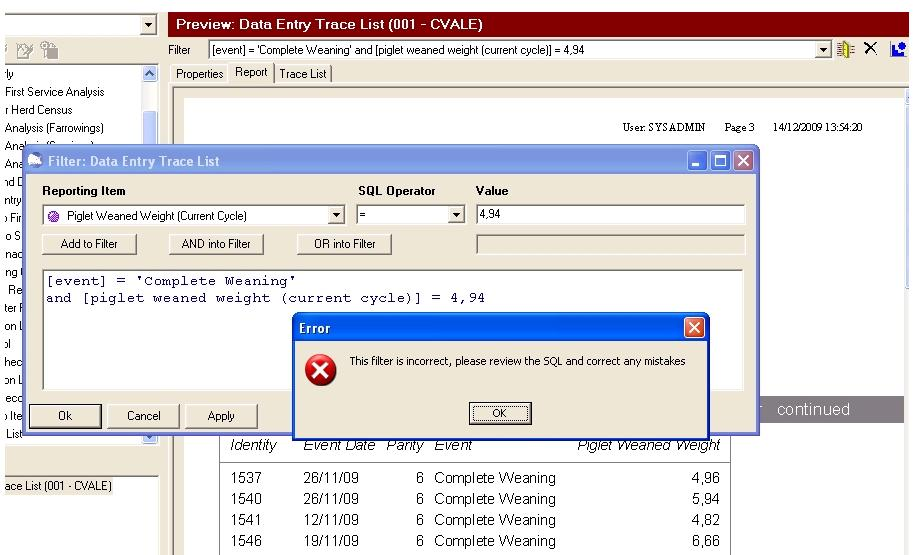 Preview: Data Entry Trace List (001 - CVALE)
Filter [event] = 'Complete Weaning' and [piglet weaned weight (current cycle)] = 4,94
Properties Report Trace List
First Service Analysis
Herd Census
Analysis (Farrowings)
User: SYSADMIN Page 3 14/12/2009 13:54:20
Filter: Data Entry Trace List
Reporting Item SQL Operator Value
Piglet Weaned Weight (Current Cycle) = 4,94
Add to Filter AND into Filter OR into Filter
[event] = 'Complete Weaning'
and [piglet weaned weight (current cycle)] = 4,94
Error
This filter is incorrect, please review the SQL and correct any mistakes
OK
Ok Cancel Apply
continued
List
Identity Event Date Parity Event Piglet Weaned Weight
1537 26/11/09 6 Complete Weaning 4,96
ace List (001 - CVALE)
1540 26/11/09 6 Complete Weaning 5,94
1541 12/11/09 6 Complete Weaning 4,82
1546 19/11/09 6 Complete Weaning 6,66